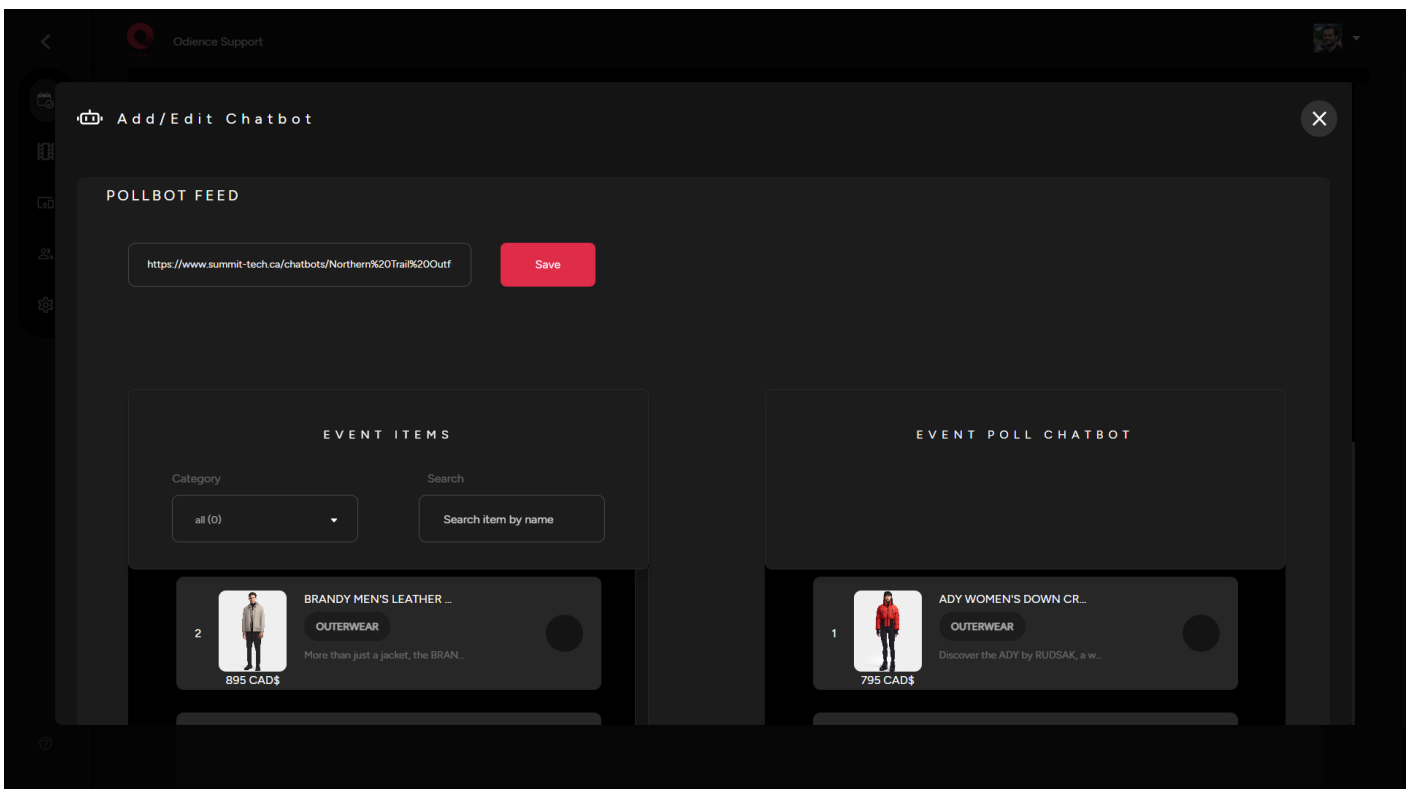 Odience Support
Add/Edit Chatbot
POLLBOT FEED
https://www.summit-tech.ca/chatbots/Northern%20Trail%20Outf
Save
EVENT ITEMS
Category
Search
all (0)
Search item by name
2
BRANDY MEN'S LEATHER ...
OUTERWEAR
More than just a jacket, the BRAN...
895 CAD$
EVENT POLL CHATBOT
1
ADY WOMEN'S DOWN CR...
OUTERWEAR
Discover the ADY by RUDSAK, a w...
795 CAD$